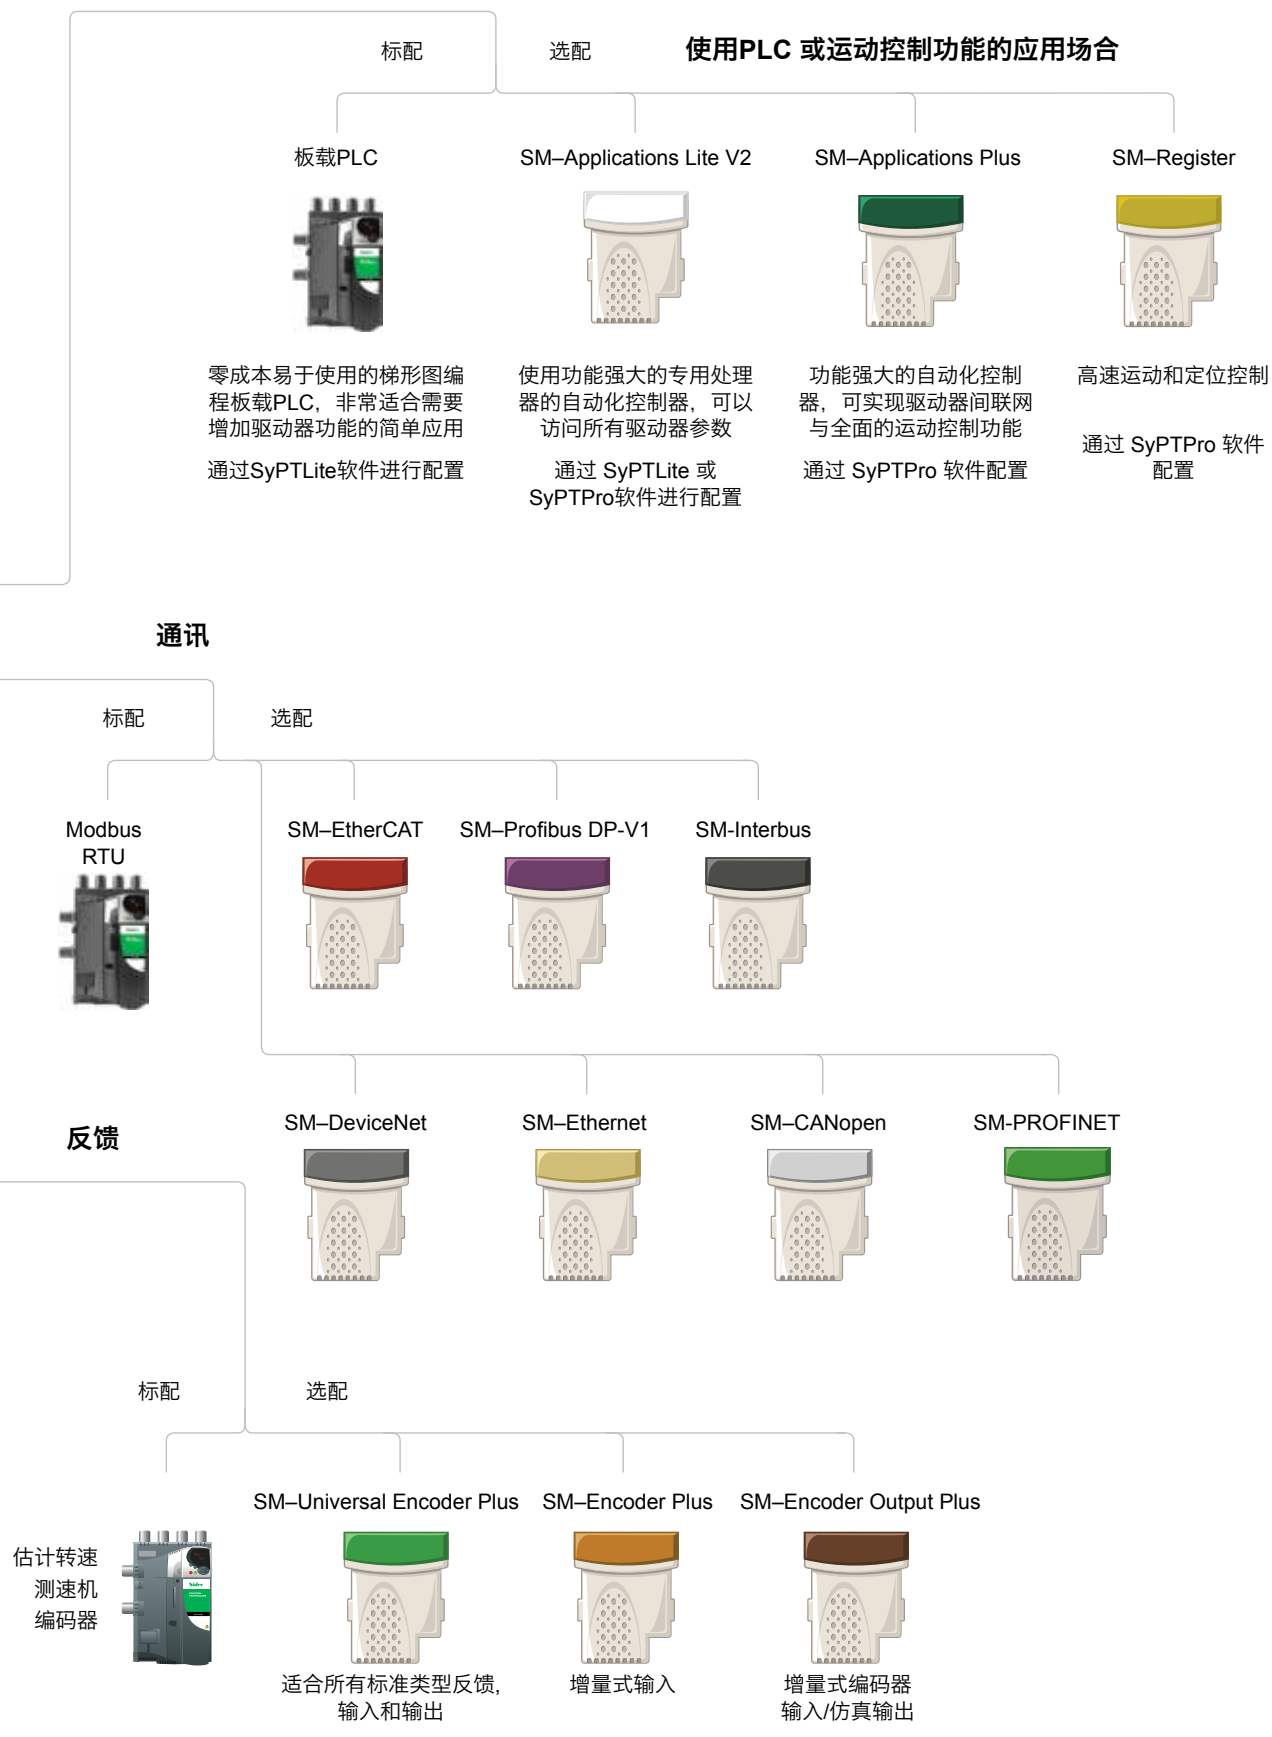 标配
选配
使用PLC 或运动控制功能的应用场合
板载PLC
SM–Applications Lite V2
SM–Applications Plus
SM–Register
零成本易于使用的梯形图编
程板载PLC，非常适合需要
增加驱动器功能的简单应用
通过SyPTLite软件进行配置
使用功能强大的专用处理
器的自动化控制器，可以
访问所有驱动器参数
通过 SyPTLite 或
SyPTPro软件进行配置
功能强大的自动化控制
器，可实现驱动器间联网
与全面的运动控制功能
通过 SyPTPro 软件配置
高速运动和定位控制
通过 SyPTPro 软件
配置
通讯
标配
选配
Modbus
RTU
SM–EtherCAT
SM–Profibus DP-V1
SM-Interbus
SM–DeviceNet
SM–Ethernet
SM–CANopen
SM-PROFINET
反馈
标配
选配
估计转速
测速机
编码器
SM–Universal Encoder Plus
SM–Encoder Plus
SM–Encoder Output Plus
适合所有标准类型反馈,
输入和输出
增量式输入
增量式编码器
输入/仿真输出